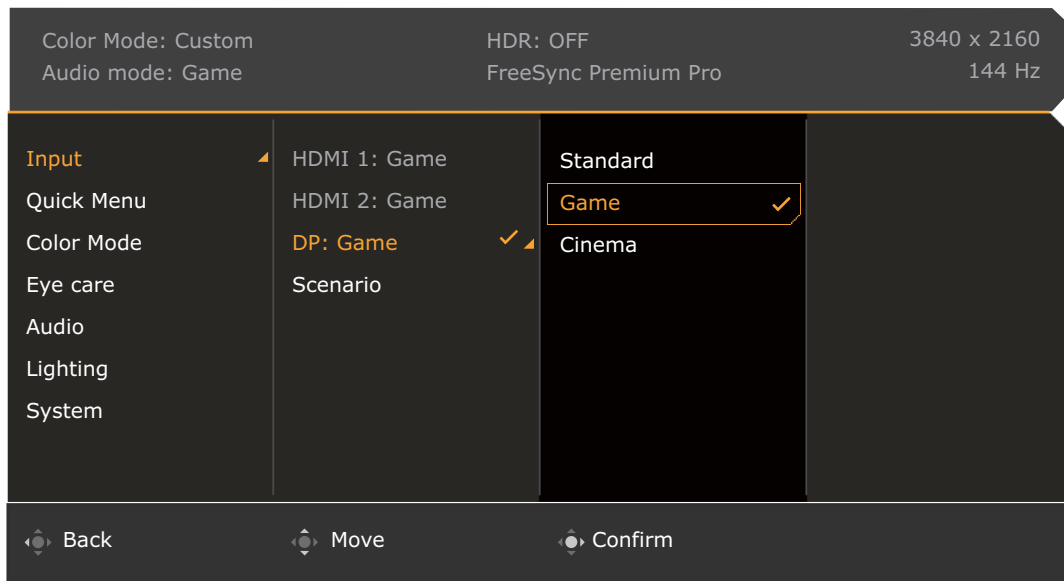 Color Mode: Custom
HDR: OFF
3840 x 2160
Audio mode: Game
FreeSync Premium Pro
144 Hz
Input
Quick Menu
Color Mode
Eye care
Audio
Lighting
System
HDMI 1: Game
HDMI 2: Game
DP: Game
Scenario
Standard
Game
Cinema
Back
Move
Confirm